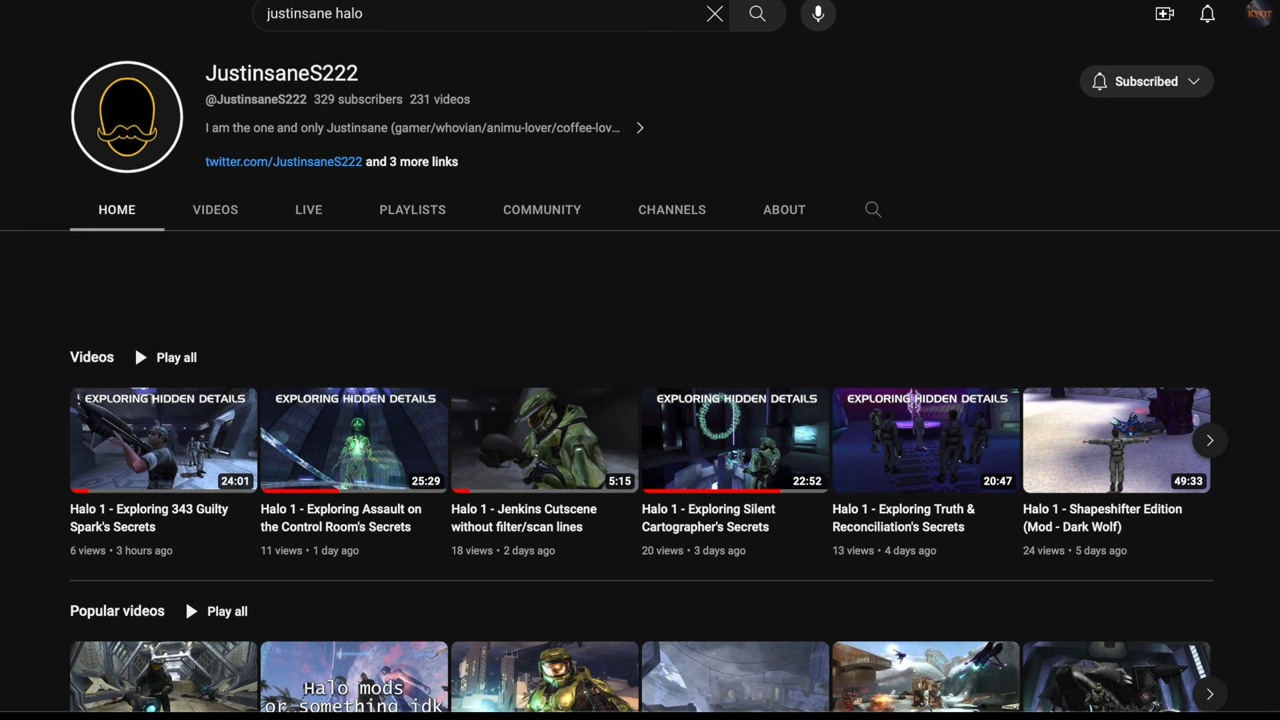 justinsane halo
KYOT
JustinsaneS222
@JustinsaneS222 329 subscribers 231 videos
I am the one and only Justinsane (gamer/whovian/animu-lover/coffee-lov...
twitter.com/JustinsaneS222 and 3 more links
Subscribed
HOME VIDEOS LIVE PLAYLISTS COMMUNITY CHANNELS ABOUT
Videos Play all
EXPLORING HIDDEN DETAILS
24:01
EXPLORING HIDDEN DETAILS
25:29
5:15
EXPLORING HIDDEN DETAILS
22:52
EXPLORING HIDDEN DETAILS
20:47
49:33
Halo 1 - Exploring 343 Guilty
Spark's Secrets
6 views • 3 hours ago
Halo 1 - Exploring Assault on
the Control Room's Secrets
11 views • 1 day ago
Halo 1 - Jenkins Cutscene
without filter/scan lines
18 views • 2 days ago
Halo 1 - Exploring Silent
Cartographer's Secrets
20 views • 3 days ago
Halo 1 - Exploring Truth &
Reconciliation's Secrets
13 views • 4 days ago
Halo 1 - Shapeshifter Edition
(Mod - Dark Wolf)
24 views • 5 days ago
Popular videos Play all
Halo mods
or something idk